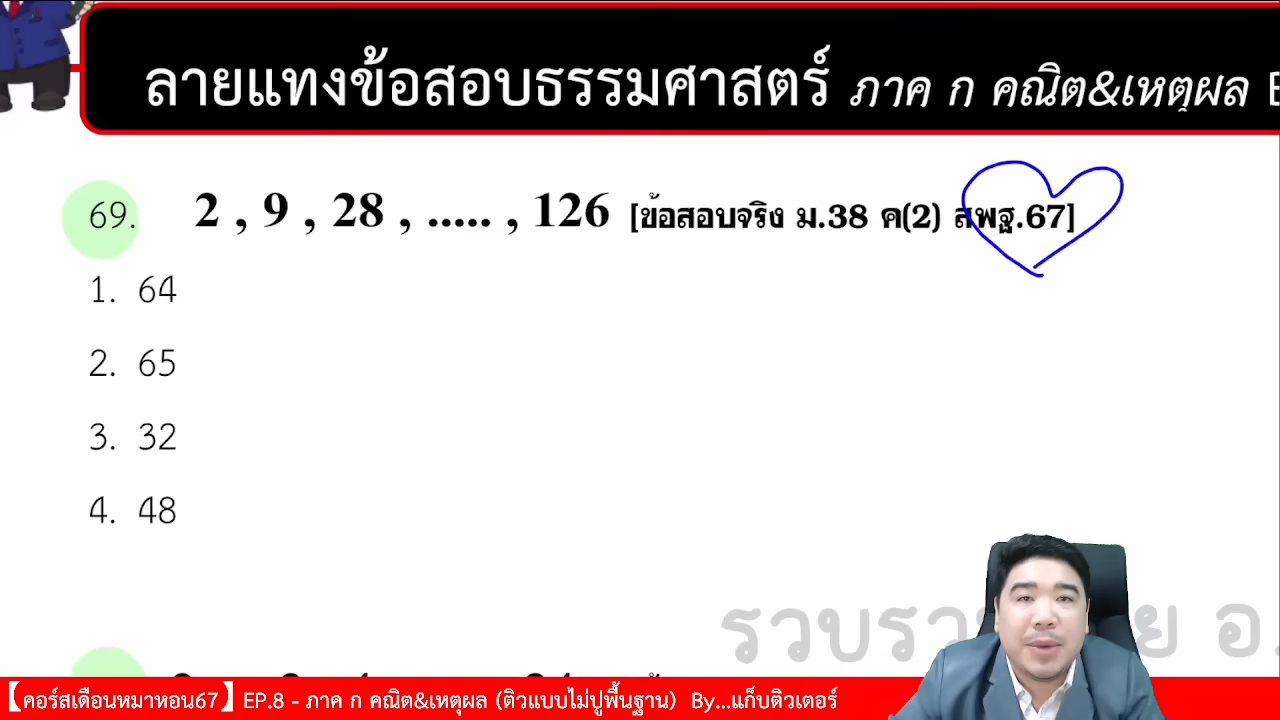 ลายแทงข้อสอบธรรมศาสตร์ ภาค ก คณิต&เหตุผล E
69. 2 , 9 , 28 , ..... , 126 [ข้อสอบจริง ม.38 ค(2) สพฐ.67]
1. 64
2. 65
3. 32
4. 48
【คอร์สเดือนหมาหอน67】 EP.8 - ภาค ก คณิต&เหตุผล (ติวแบบไม่ปูพื้นฐาน) By...แก็บติวเตอร์